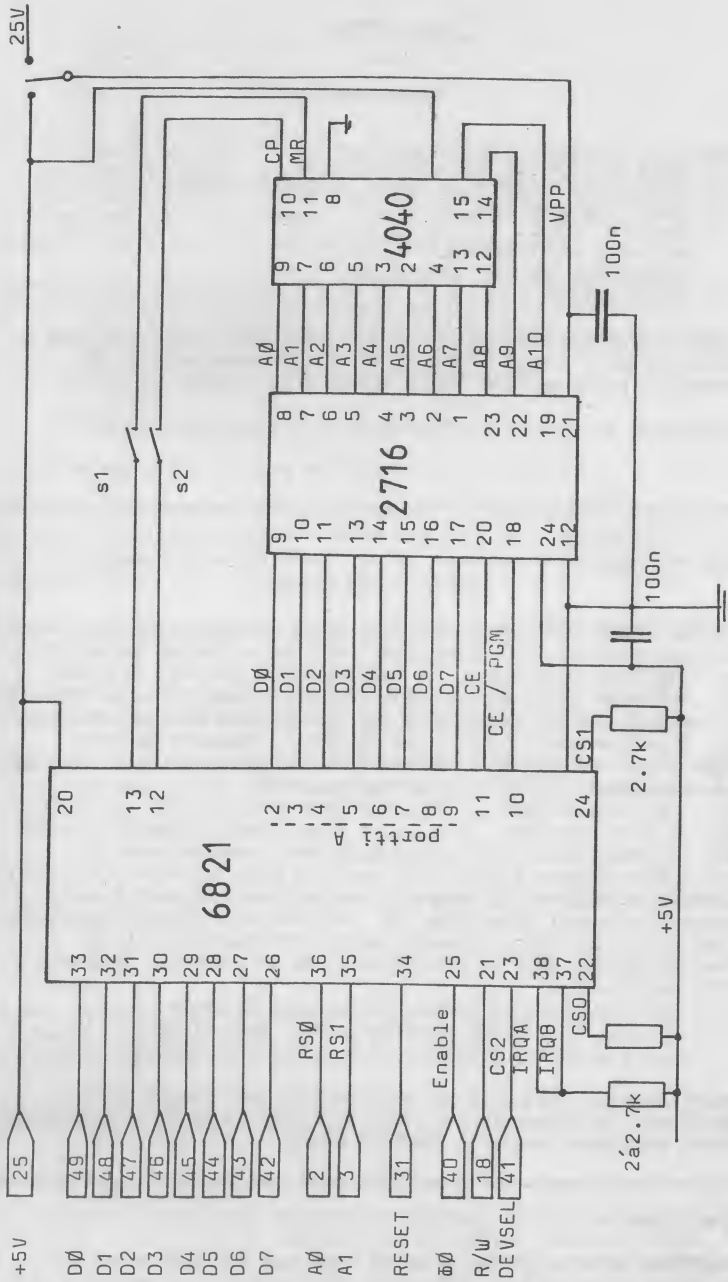 +5V 25
DØ 49
D1 48
D2 47
D3 46
D4 45
D5 44
D6 43
D7 42
AØ 2
A1 3
RESET 31
ΦØ 40
R/W 18
DEVSEL 41
RSØ
RS1
Enable
CS2
IRQA
IRQB
CS0
2á2.7k
+5V
33
32
31
30
29
28
27
26
36
35
34
25
21
23
38
37
22
6821
20
13
12
2
3
4
5
6
7
8
9
portti A
11
10
24
CS1
2.7k
s1
s2
DØ
D1
D2
D3
D4
D5
D6
D7
CE
CE / PGM
100n
9
10
11
13
14
15
16
17
20
18
24
12
2716
8
7
6
5
4
3
2
1
23
22
19
21
AØ
A1
A2
A3
A4
A5
A6
A7
A8
A9
A10
VPP
100n
9
7
6
5
3
2
4
13
12
4040
10
11
8
15
14
CP
MR
25V